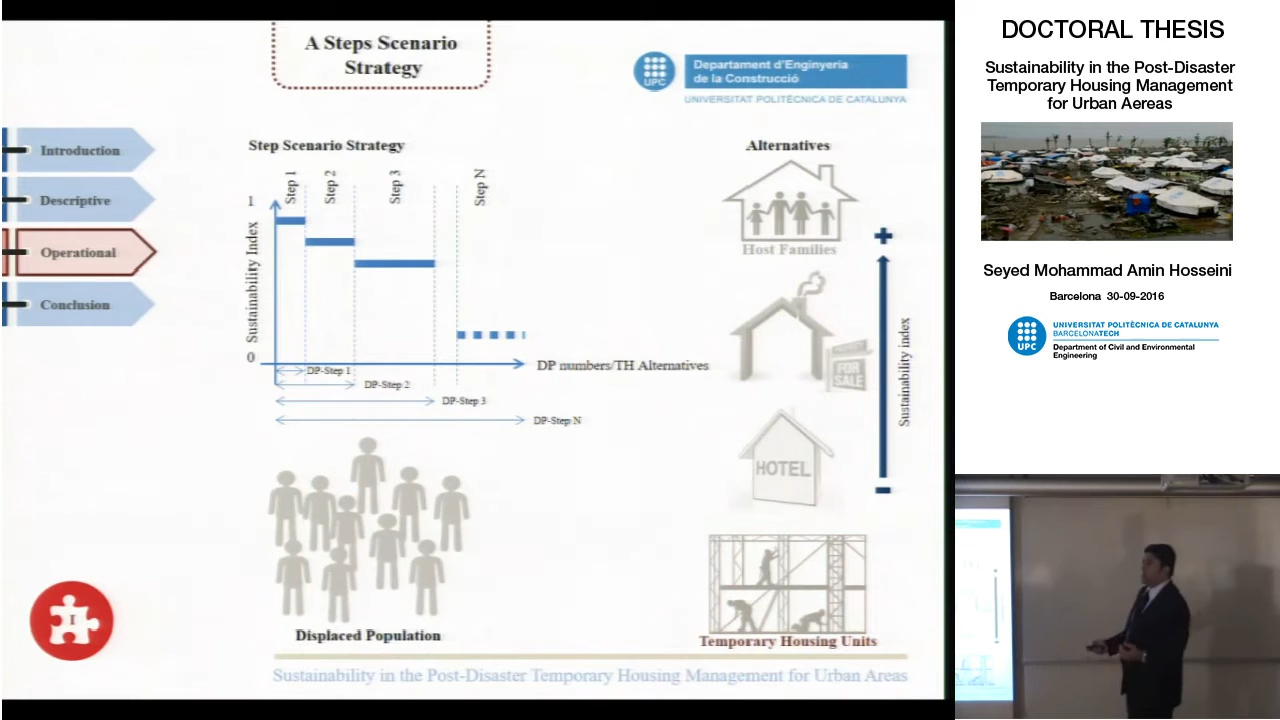 A Steps Scenario
Strategy
UPC
Departament d'Enginyeria
de la Construcció
UNIVERSITAT POLITÈCNICA DE CATALUNYA
Introduction
Descriptive
Operational
Conclusion
Step Scenario Strategy
Step 1
Step 2
Step 3
Step N
1
Sustainability Index
0
DP numbers/TH Alternatives
DP-Step 1
DP-Step 2
DP-Step 3
DP-Step N
Displaced Population
Alternatives
Host Families
FOR
SALE
HOTEL
Temporary Housing Units
+
Sustainability index
-
Sustainability in the Post-Disaster Temporary Housing Management for Urban Areas
DOCTORAL THESIS
Sustainability in the Post-Disaster
Temporary Housing Management
for Urban Aereas
Seyed Mohammad Amin Hosseini
Barcelona 30-09-2016
UPC
UNIVERSITAT POLITÈCNICA DE CATALUNYA
BARCELONATECH
Department of Civil and Environmental
Engineering